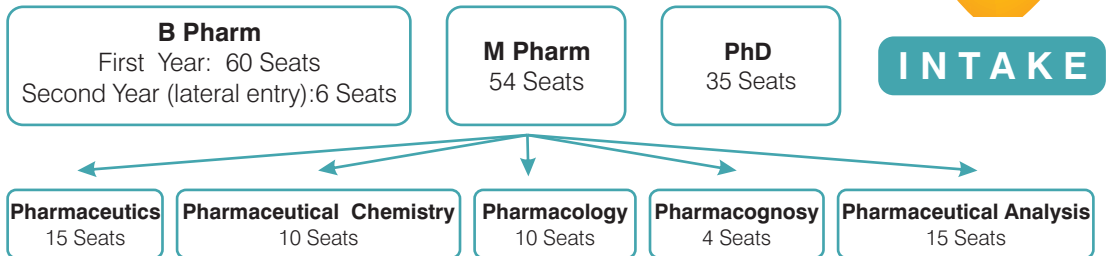 B Pharm
First Year: 60 Seats
Second Year (lateral entry):6 Seats
M Pharm
54 Seats
PhD
35 Seats
INTAKE
Pharmaceutics
15 Seats
Pharmaceutical Chemistry
10 Seats
Pharmacology
10 Seats
Pharmacognosy
4 Seats
Pharmaceutical Analysis
15 Seats